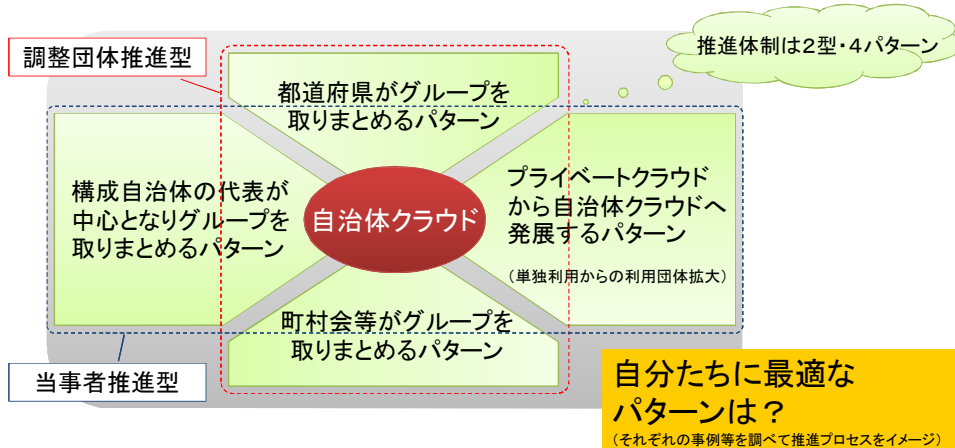 推進体制は2型・4パターン
調整団体推進型
都道府県がグループを
取りまとめるパターン
構成自治体の代表が
中心となりグループを
取りまとめるパターン
自治体クラウド
プライベートクラウド
から自治体クラウドへ
発展するパターン
（単独利用からの利用団体拡大）
町村会等がグループを
取りまとめるパターン
当事者推進型
自分たちに最適な
パターンは？
（それぞれの事例等を調べて推進プロセスをイメージ）